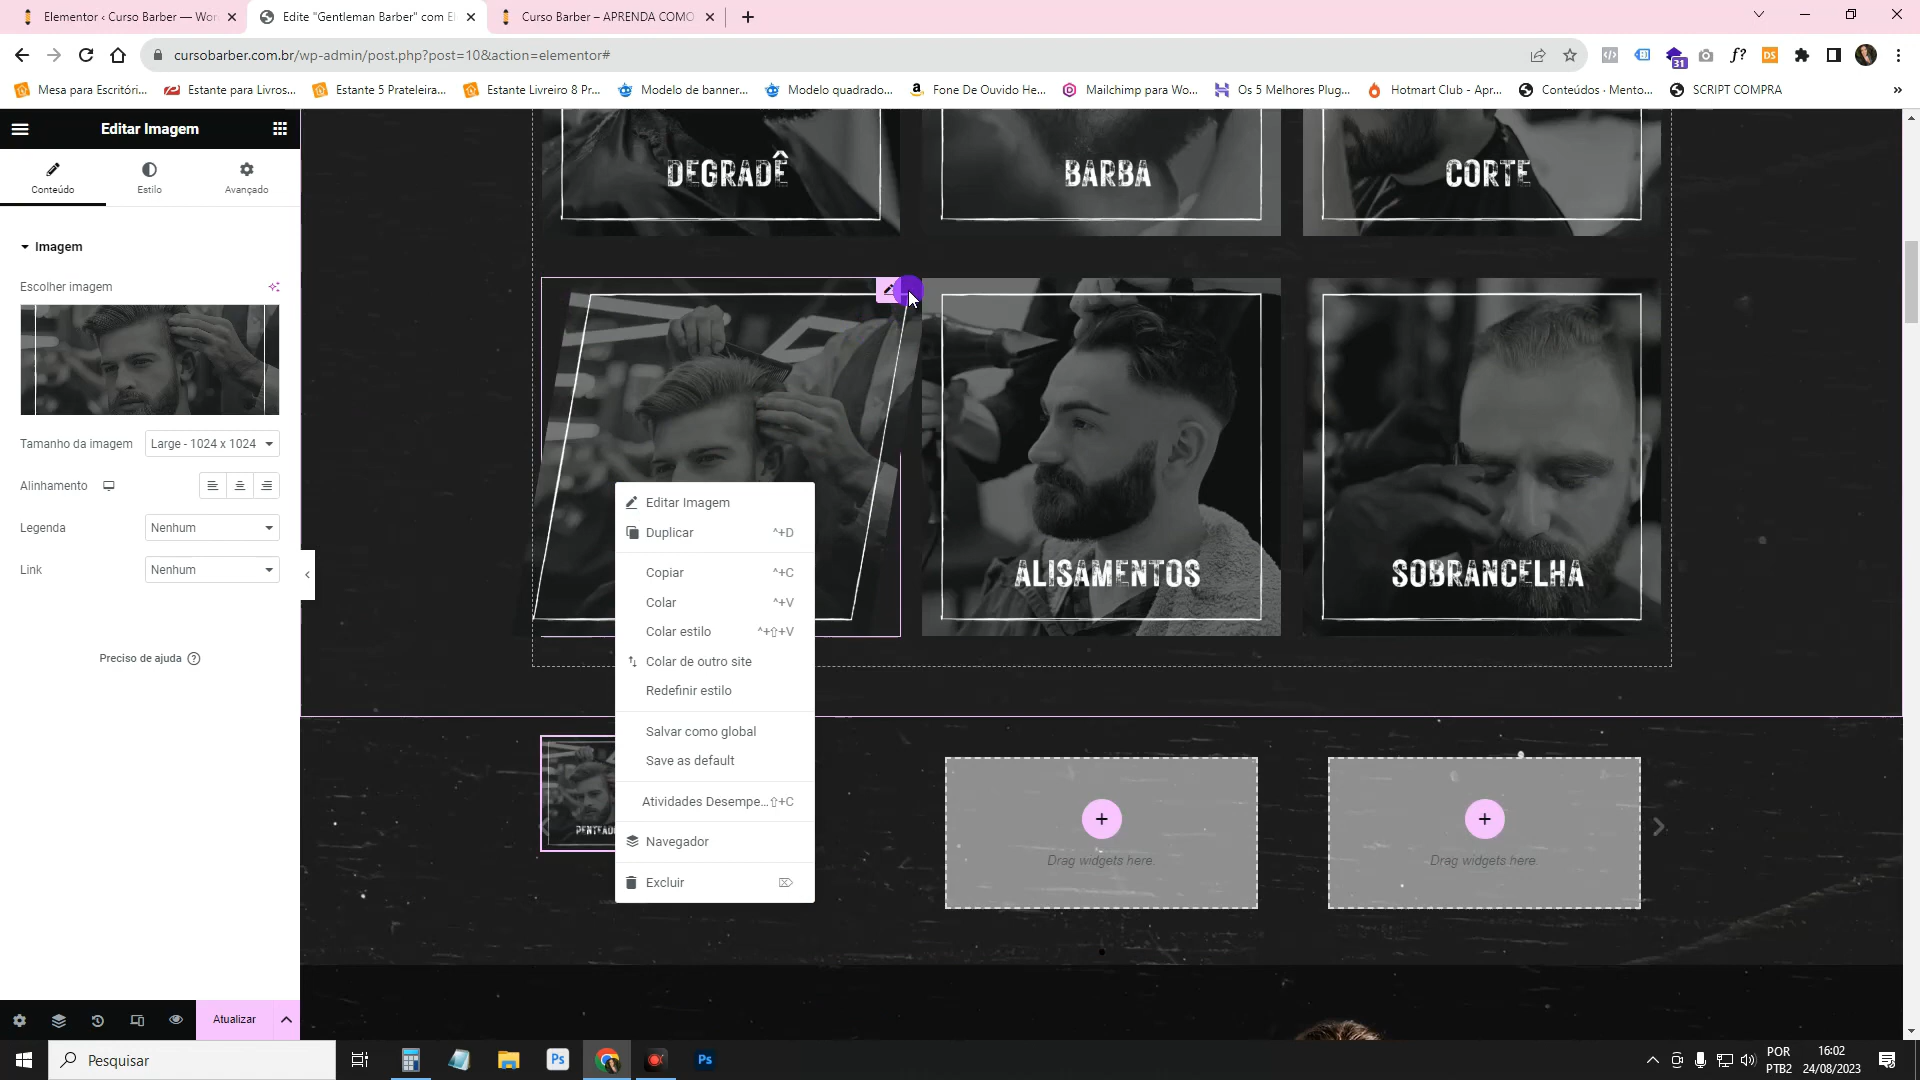 Elementor ‹ Curso Barber — Wor
Edite "Gentleman Barber" com El
Curso Barber – APRENDA COMO
cursobarber.com.br/wp-admin/post.php?post=10&action=elementor#
31
f?
DS
Mesa para Escritóri...
Estante para Livros...
Estante 5 Prateleira...
Estante Livreiro 8 Pr...
Modelo de banner...
Modelo quadrado...
Fone De Ouvido He...
Mailchimp para Wo...
Os 5 Melhores Plug...
Hotmart Club - Apr...
Conteúdos · Mento...
SCRIPT COMPRA
»
Editar Imagem
Conteúdo
Estilo
Avançado
Imagem
Escolher imagem
Tamanho da imagem
Large - 1024 x 1024
Alinhamento
Legenda
Nenhum
Link
Nenhum
Preciso de ajuda
Atualizar
DEGRADÊ
BARBA
CORTE
ALISAMENTOS
SOBRANCELHA
Editar Imagem
Duplicar ^+D
Copiar ^+C
Colar ^+V
Colar estilo ^+⇧+V
Colar de outro site
Redefinir estilo
Salvar como global
Save as default
Atividades Desempe...⇧+C
Navegador
Excluir
Drag widgets here.
Drag widgets here.
Pesquisar
Ps
Ps
POR
PTB2
16:02
24/08/2023